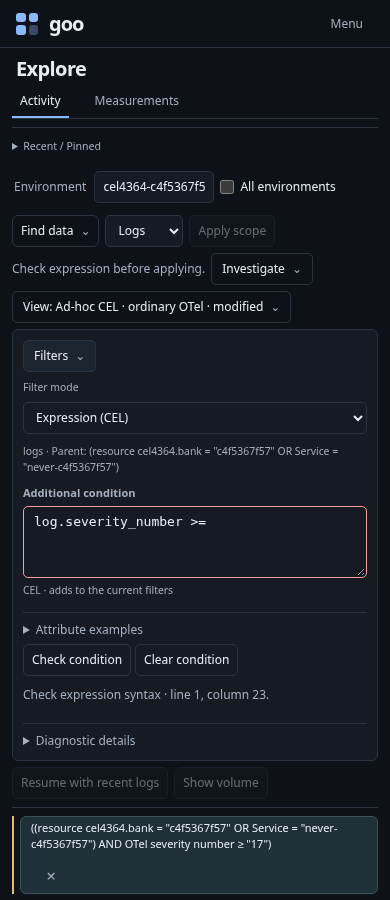 goo
Menu
Explore
Activity
Measurements
Recent / Pinned
Environment
cel4364-c4f5367f5
All environments
Find data
Logs
Apply scope
Check expression before applying.
Investigate
View: Ad-hoc CEL · ordinary OTel · modified
Filters
Filter mode
Expression (CEL)
logs · Parent: (resource cel4364.bank = "c4f5367f57" OR Service =
"never-c4f5367f57")
Additional condition
log.severity_number >=
CEL · adds to the current filters
Attribute examples
Check condition
Clear condition
Check expression syntax · line 1, column 23.
Diagnostic details
Resume with recent logs
Show volume
((resource cel4364.bank = "c4f5367f57" OR Service = "never-
c4f5367f57") AND OTel severity number ≥ "17")
✕